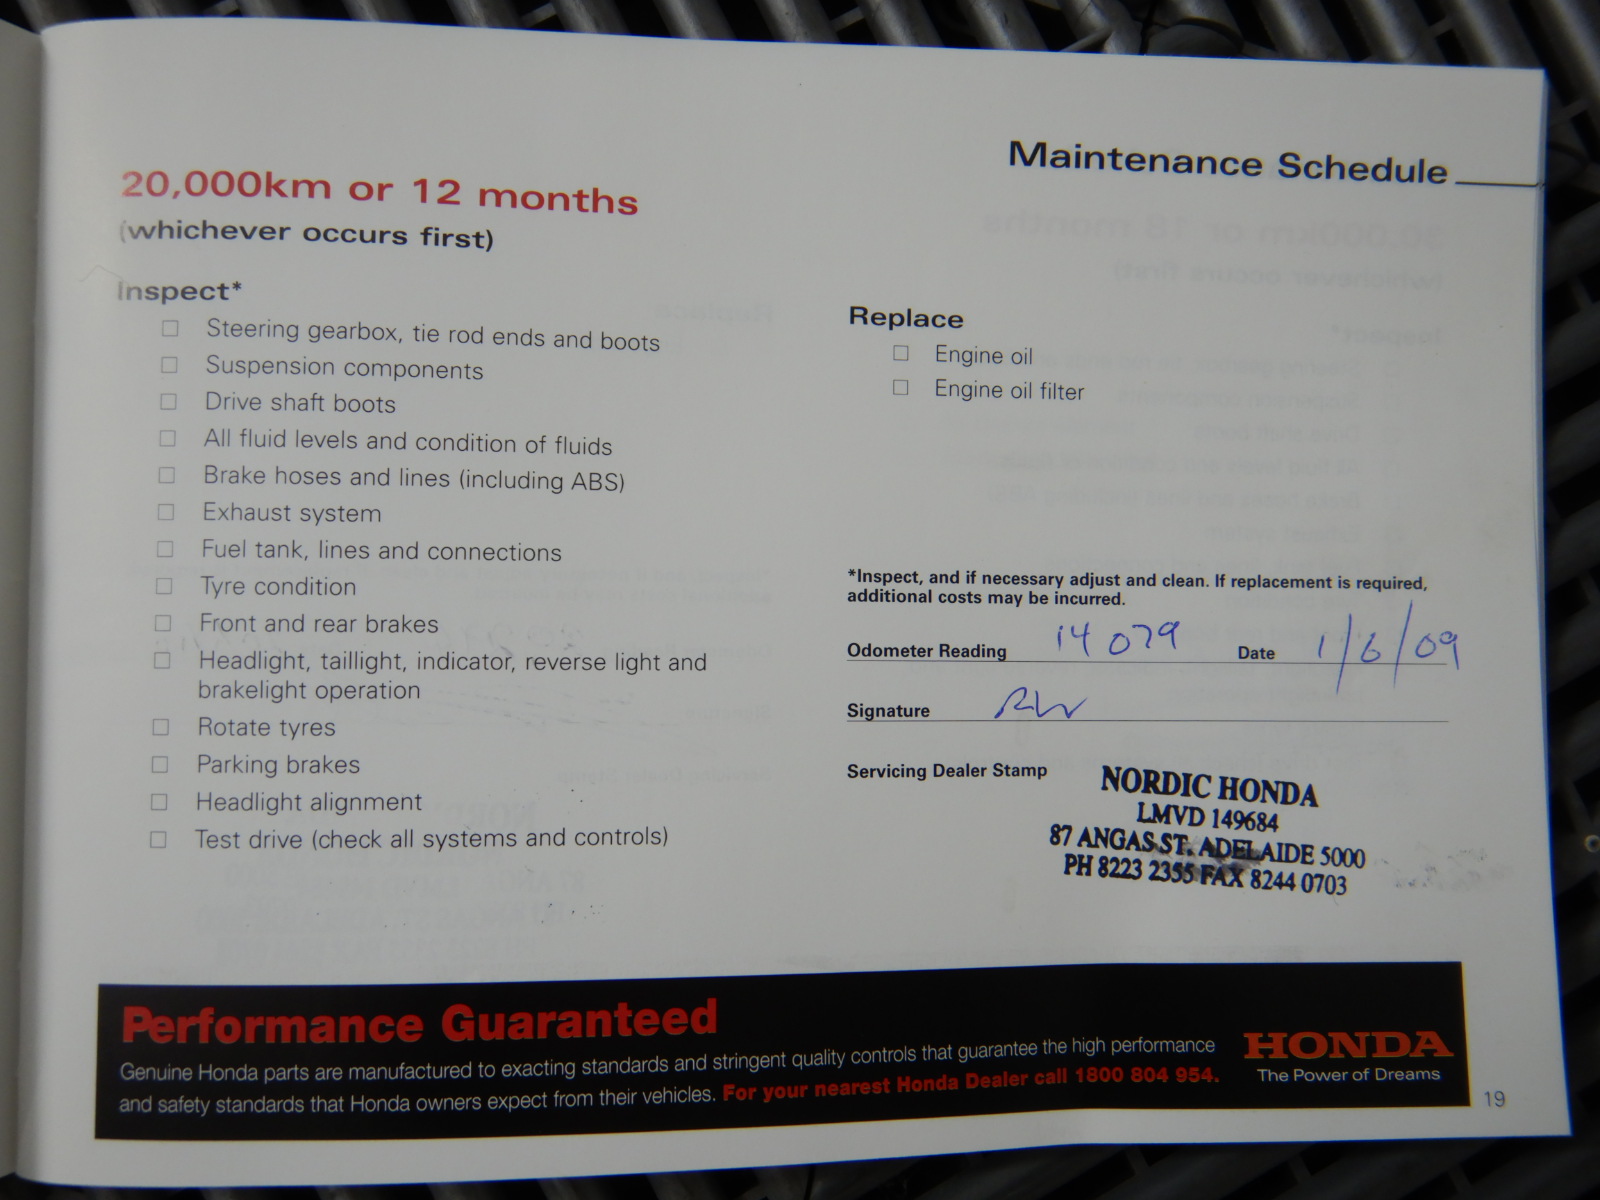 Maintenance Schedule
20,000km or 12 months
(whichever occurs first)
Inspect*
Steering gearbox, tie rod ends and boots
Suspension components
Drive shaft boots
All fluid levels and condition of fluids
Brake hoses and lines (including ABS)
Exhaust system
Fuel tank, lines and connections
Tyre condition
Front and rear brakes
Headlight, taillight, indicator, reverse light and
brakelight operation
Rotate tyres
Parking brakes
Headlight alignment
Test drive (check all systems and controls)
Replace
Engine oil
Engine oil filter
*Inspect, and if necessary adjust and clean. If replacement is required,
additional costs may be incurred.
Odometer Reading 14079 Date 1/6/09
Signature
Servicing Dealer Stamp
NORDIC HONDA
LMVD 149684
87 ANGAS ST. ADELAIDE 5000
PH 8223 2355 FAX 8244 0703
Performance Guaranteed
Genuine Honda parts are manufactured to exacting standards and stringent quality controls that guarantee the high performance
and safety standards that Honda owners expect from their vehicles. For your nearest Honda Dealer call 1800 804 954.
HONDA
The Power of Dreams
19